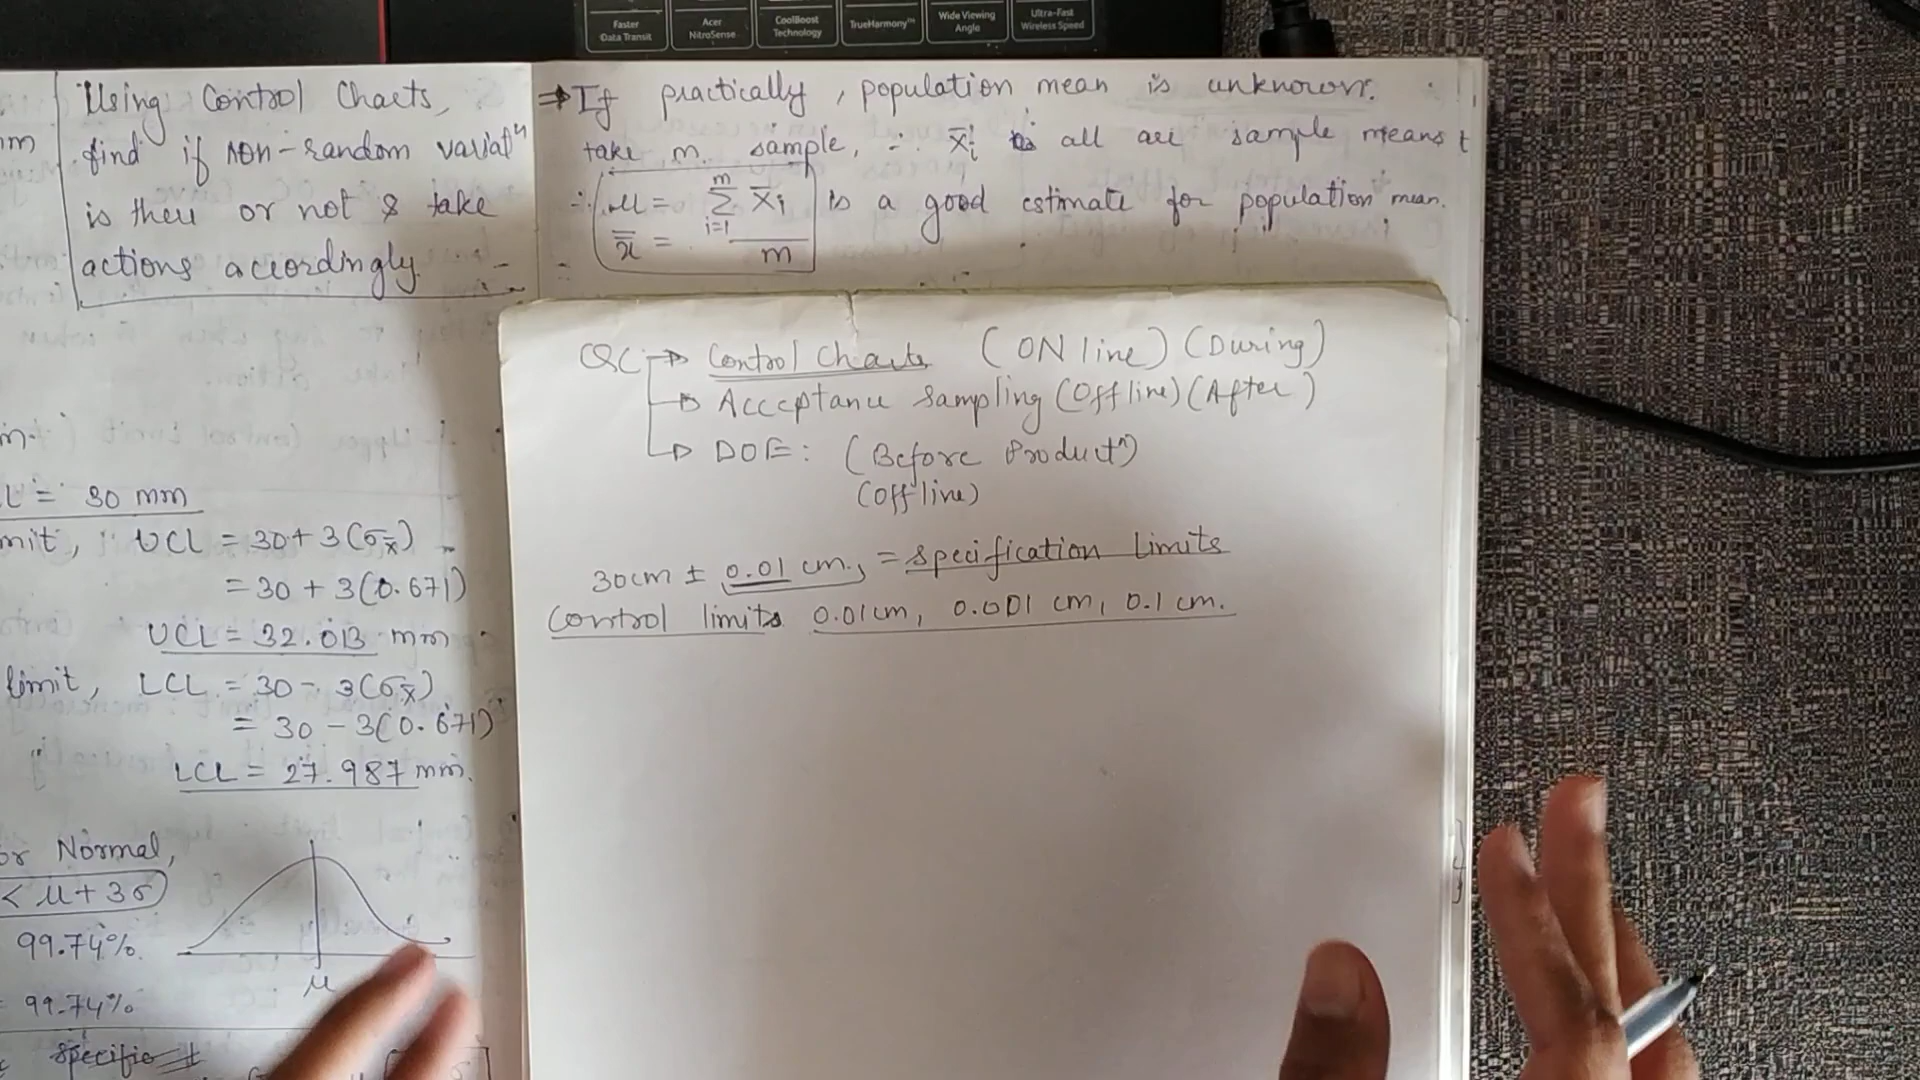 Faster
Data Transit
Acer
NitroSense
CoolBoost
Technology
TrueHarmony™
Wide Viewing
Angle
Ultra-Fast
Wireless Speed
Using Control Charts,
find if non-random variatⁿ
is there or not & take
actions accordingly.
⇒ If practically, population mean is unknown.
take m sample, ∴ x̄i all are sample means
∴ μ = Σ x̄i is a good estimate for population mean.
m
i=1
x̿ = m
QC → Control Charts (ON line) (During)
→ Acceptance Sampling (Offline) (After)
→ DOE: (Before Productⁿ)
(Offline)
30cm ± 0.01 cm, = specification limits
Control limits 0.01cm, 0.001 cm, 0.1 cm.
L = 30 mm
mit, UCL = 30 + 3(σx̄)
= 30 + 3(0.671)
UCL = 32.013 mm
limit, LCL = 30 - 3(σx̄)
= 30 - 3(0.671)
LCL = 27.987 mm.
or Normal,
< μ + 3σ
99.74%.
μ
= 99.74%